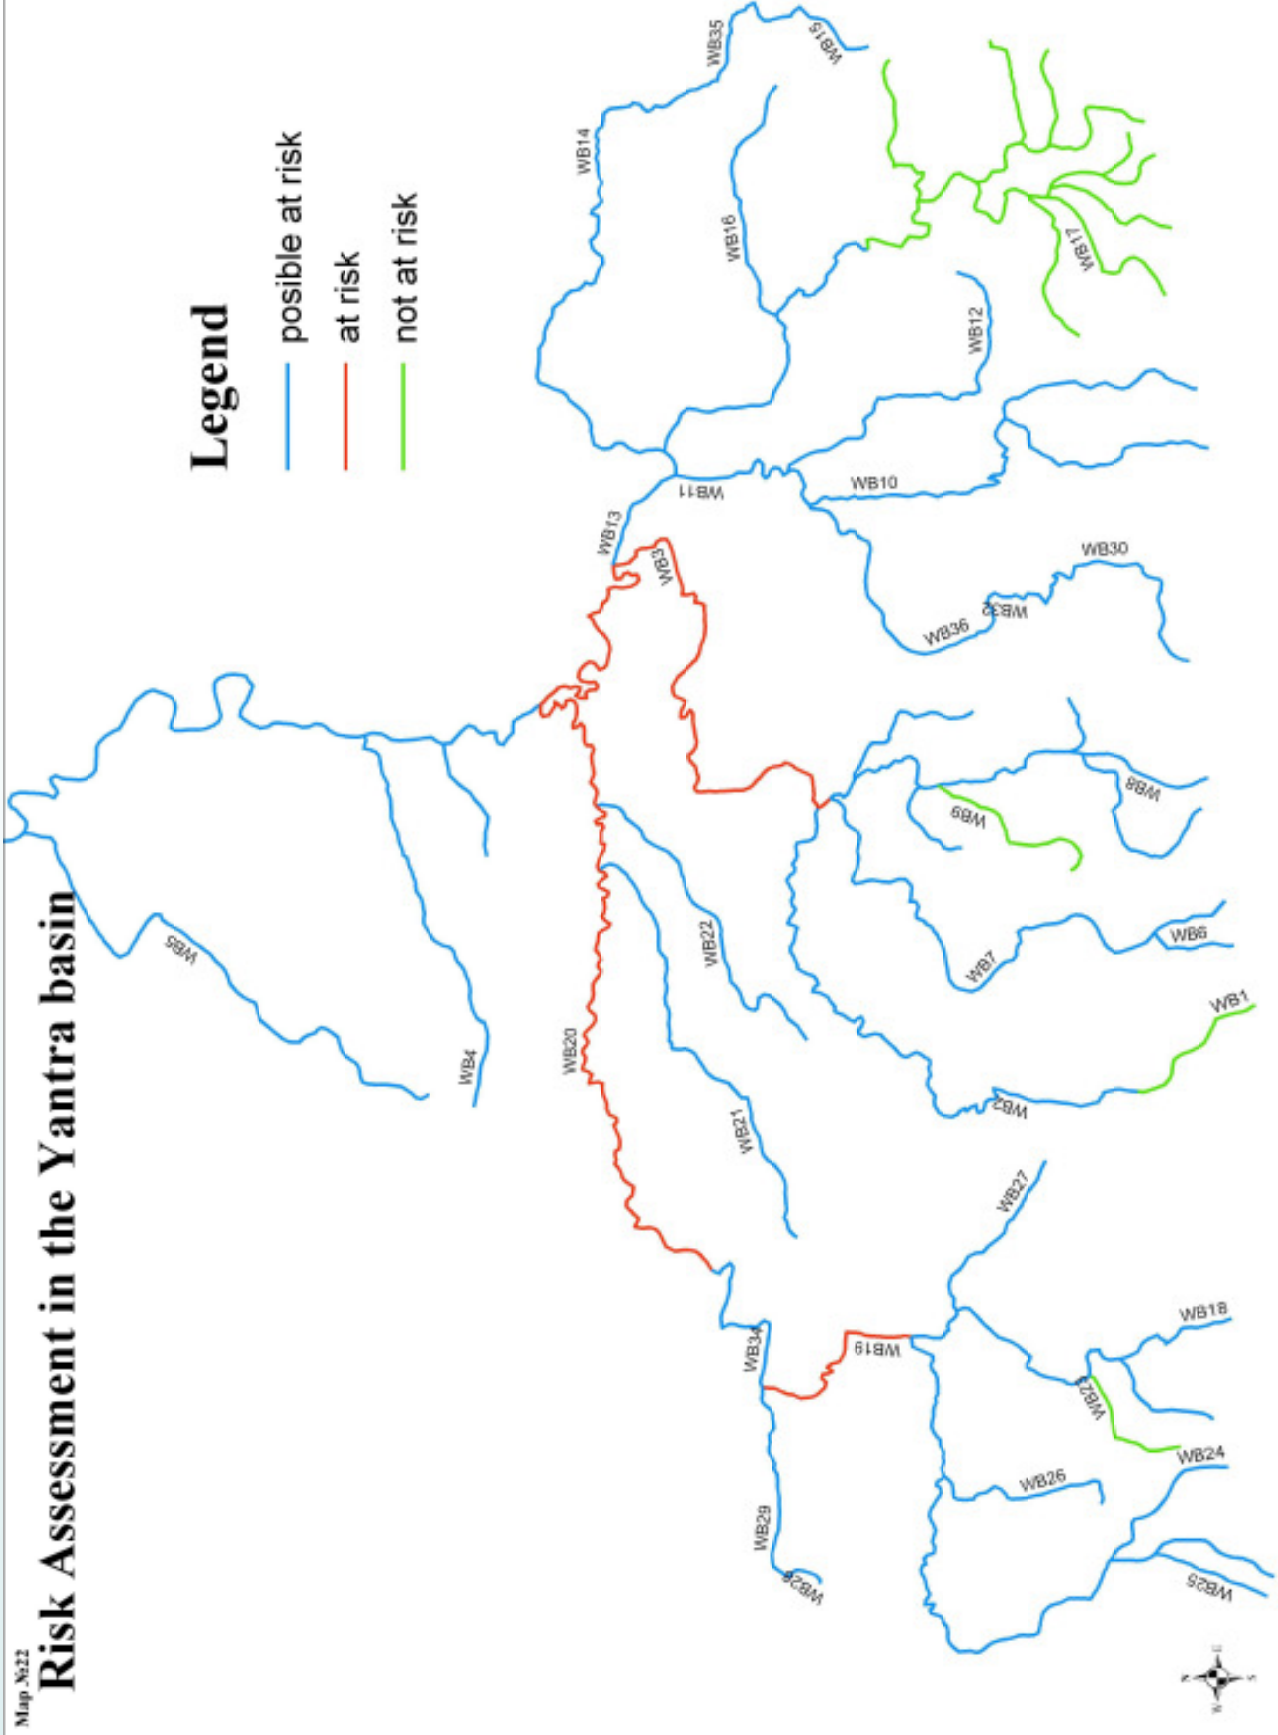 Map №22
Risk Assessment in the Yantra basin
Legend
posible at risk
at risk
not at risk
WB5
WB4
WB20
WB22
WB21
WB34
WB29
WB19
WB26
WB27
WB18
WB24
WB25
WB2
WB1
WB7
WB6
WB9
WB8
WB3
WB13
WB11
WB10
WB12
WB36
WB32
WB30
WB14
WB35
WB15
WB16
WB17
N
W
E
S